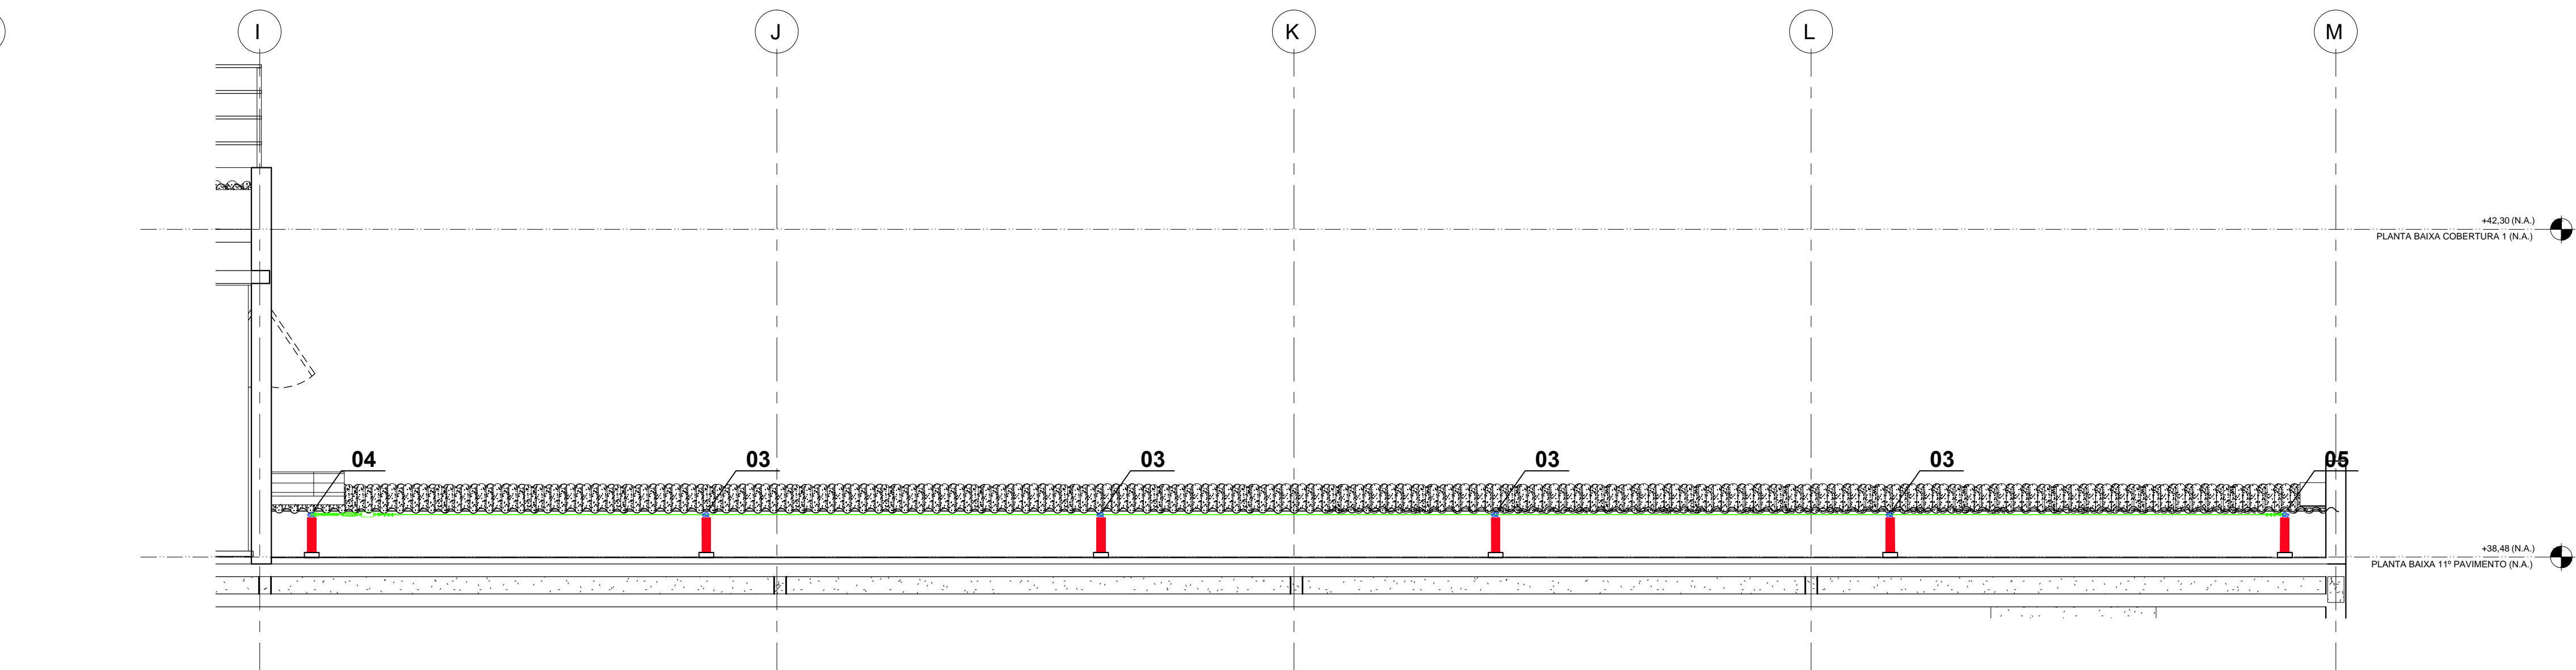 I
J
K
L
M
+42,30 (N.A.)
PLANTA BAIXA COBERTURA 1 (N.A.)
04
03
03
03
03
05
+38,48 (N.A.)
PLANTA BAIXA 11º PAVIMENTO (N.A.)